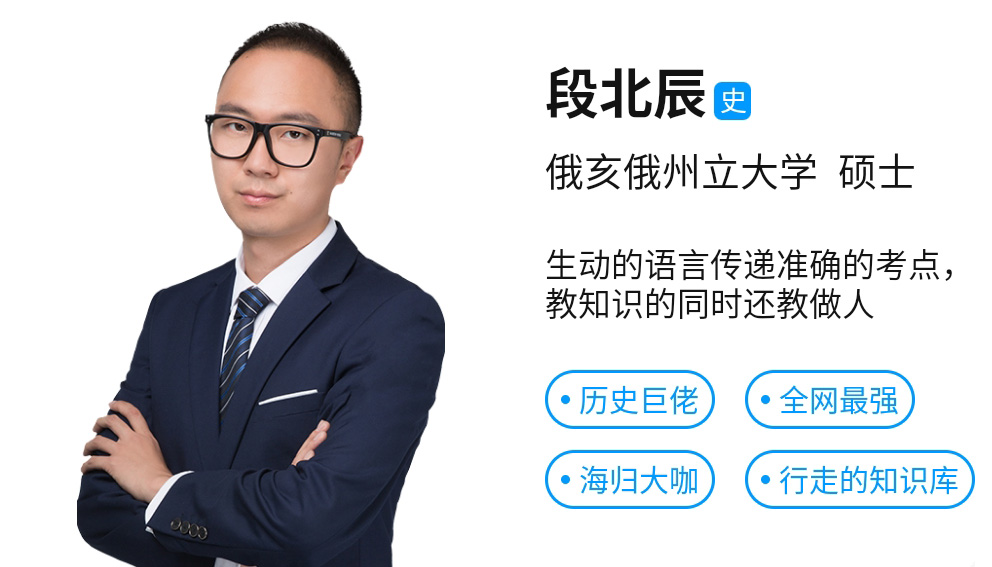 段北辰 史
俄亥俄州立大学 硕士
生动的语言传递准确的考点，
教知识的同时还教做人
• 历史巨佬
• 全网最强
• 海归大咖
• 行走的知识库